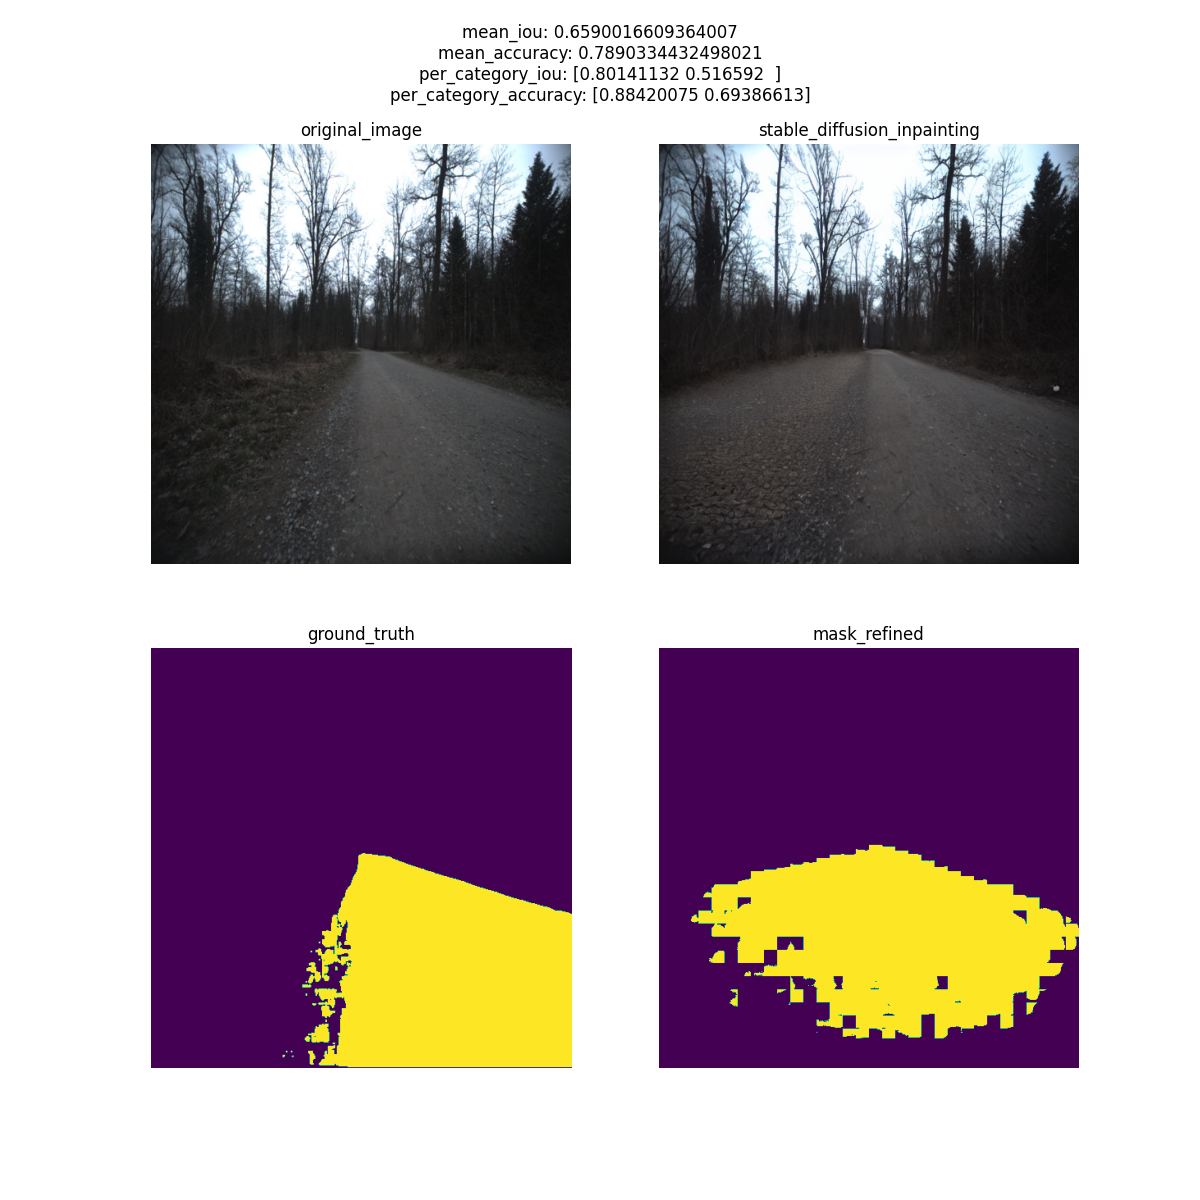 mean_iou: 0.6590016609364007
mean_accuracy: 0.7890334432498021
per_category_iou: [0.80141132 0.516592  ]
per_category_accuracy: [0.88420075 0.69386613]
original_image
stable_diffusion_inpainting
ground_truth
mask_refined